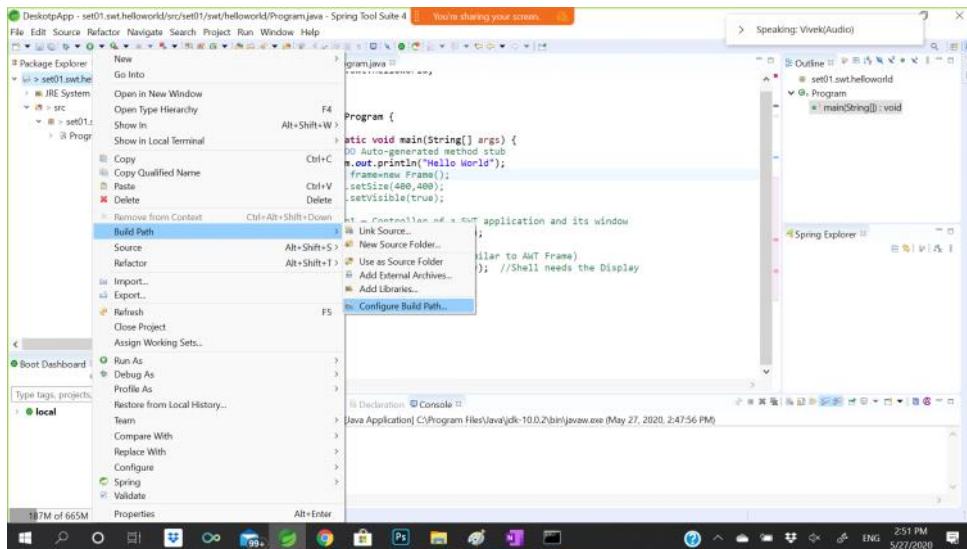 DeskotpApp - set01.swt.helloworld/src/set01/swt/helloworld/Program.java - Spring Tool Suite 4
You're sharing your screen.
Speaking: Vivek(Audio)
File Edit Source Refactor Navigate Search Project Run Window Help
Package Explorer
> set01.swt.he
JRE System
> src
> set01.s
> Progr
New
Go Into
Open in New Window
Open Type Hierarchy F4
Show In Alt+Shift+W >
Show in Local Terminal
Copy Ctrl+C
Copy Qualified Name
Paste Ctrl+V
Delete Delete
Remove from Context Ctrl+Alt+Shift+Down
Build Path
Source Alt+Shift+S >
Refactor Alt+Shift+T >
Import...
Export...
Refresh F5
Close Project
Assign Working Sets...
Run As
Debug As
Profile As
Restore from Local History...
Team
Compare With
Replace With
Configure
Spring
Validate
Properties Alt+Enter
Link Source...
New Source Folder...
Use as Source Folder
Add External Archives...
Add Libraries...
Configure Build Path...
gram.java
Program {
atic void main(String[] args) {
DO Auto-generated method stub
m.out.println("Hello World");
frame=new Frame();
.setSize(400,400);
.setVisible(true);
- Controller of a SWT application and its window
;
ilar to AWT Frame)
); //Shell needs the Display
Outline
set01.swt.helloworld
Program
main(String[]) : void
Spring Explorer
Boot Dashboard
Type tags, projects,
local
Declaration
Console
[Java Application] C:\Program Files\Java\jdk-10.0.2\bin\javaw.exe (May 27, 2020, 2:47:56 PM)
187M of 665M
99+
Ps
ENG
2:51 PM
5/27/2020